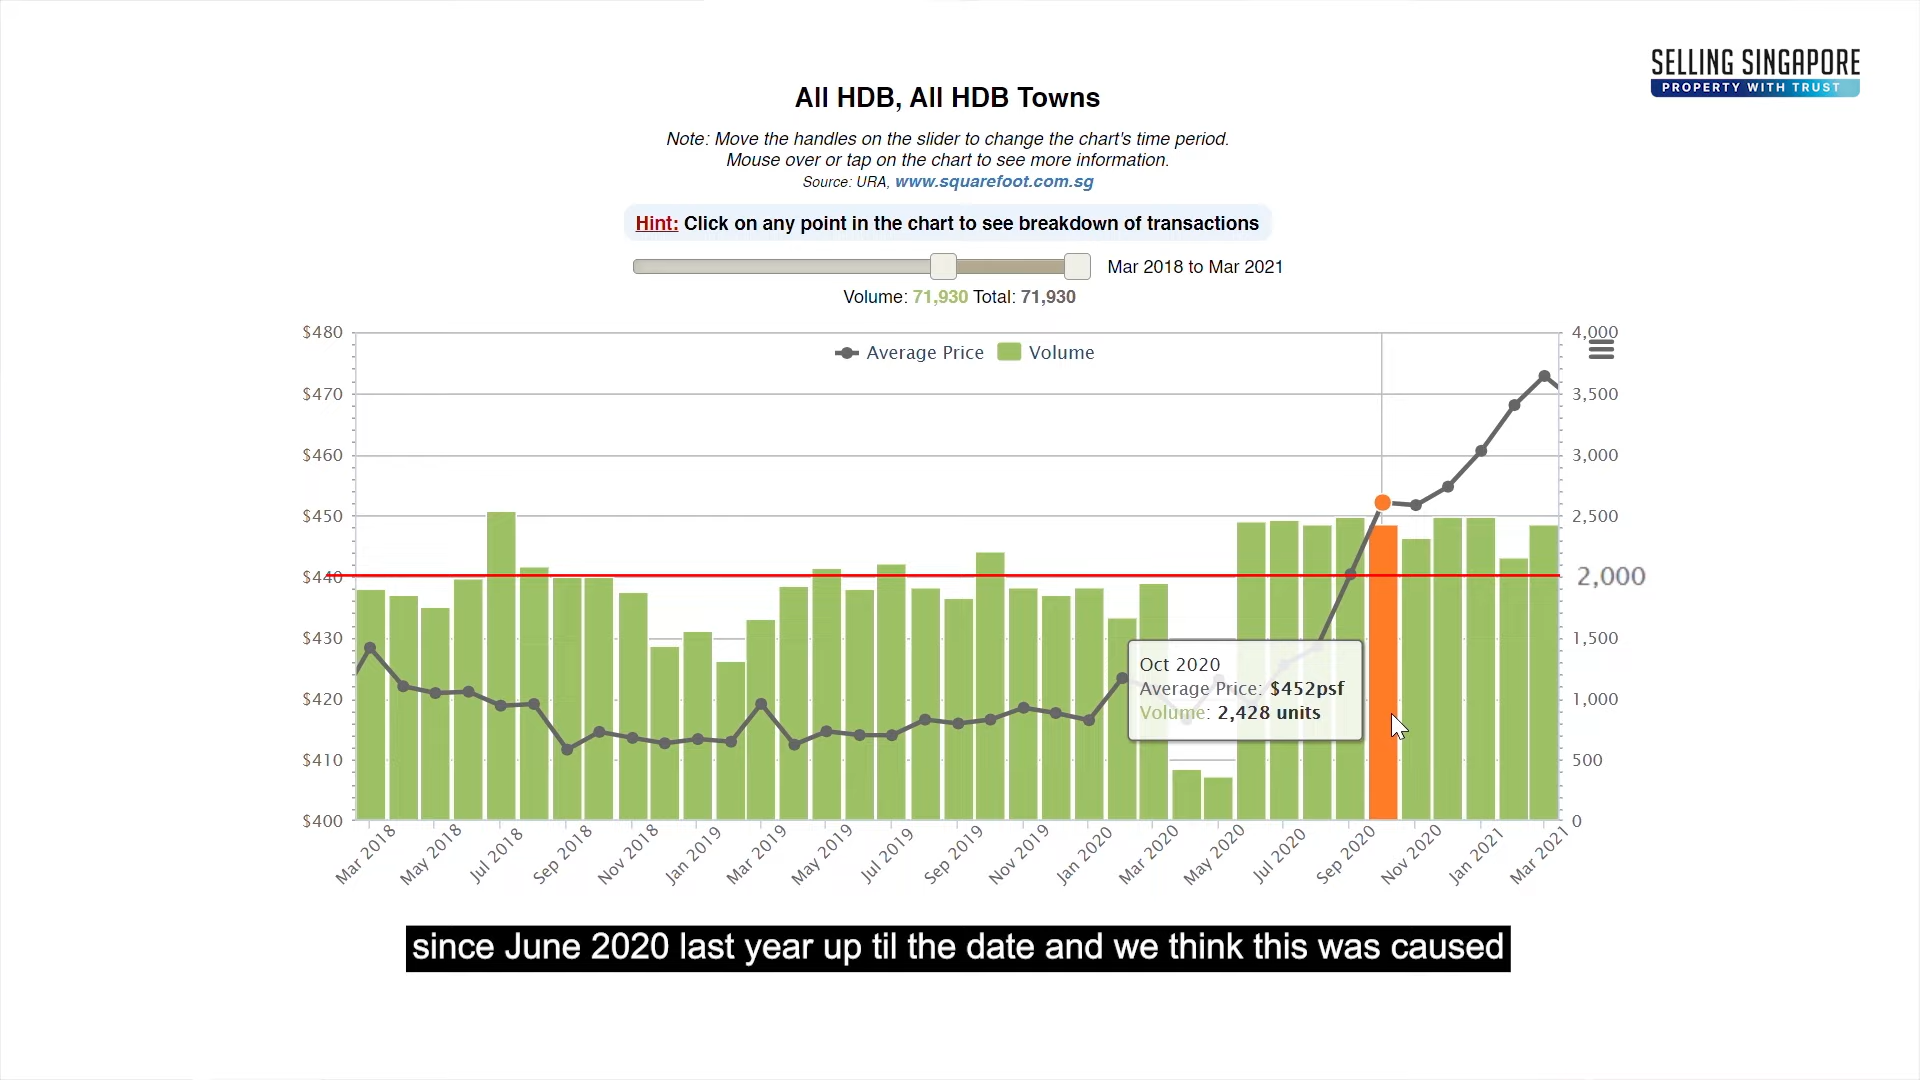 SELLING SINGAPORE
PROPERTY WITH TRUST
All HDB, All HDB Towns
Note: Move the handles on the slider to change the chart's time period.
Mouse over or tap on the chart to see more information.
Source: URA, www.squarefoot.com.sg
Hint: Click on any point in the chart to see breakdown of transactions
Mar 2018 to Mar 2021
Volume: 71,930 Total: 71,930
Average Price Volume
$480
$470
$460
$450
$440
$430
$420
$410
$400
4,000
3,500
3,000
2,500
2,000
1,500
1,000
500
0
Oct 2020
Average Price: $452psf
Volume: 2,428 units
Mar 2018
May 2018
Jul 2018
Sep 2018
Nov 2018
Jan 2019
Mar 2019
May 2019
Jul 2019
Sep 2019
Nov 2019
Jan 2020
Mar 2020
May 2020
Jul 2020
Sep 2020
Nov 2020
Jan 2021
Mar 2021
since June 2020 last year up til the date and we think this was caused